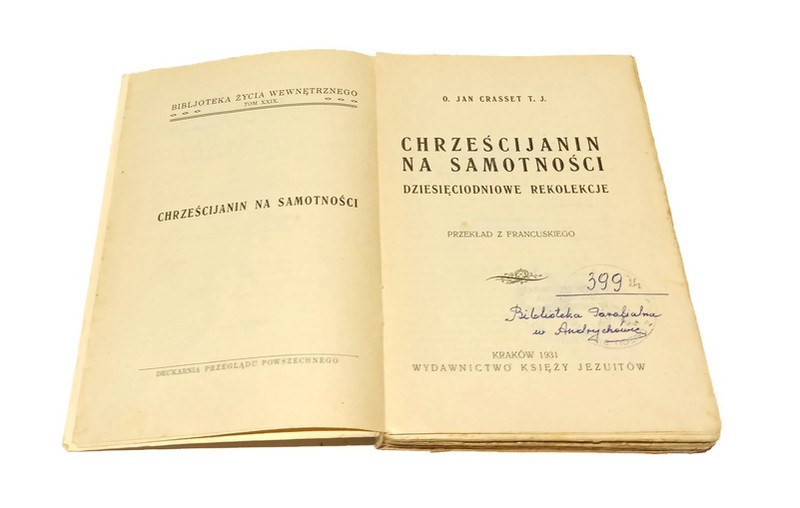 BIBLJOTEKA ŻYCIA WEWNĘTRZNEGO
TOM XXIX.
CHRZEŚCIJANIN NA SAMOTNOŚCI
DRUKARNIA PRZEGLĄDU POWSZECHNEGO
O. JAN CRASSET T. J.
CHRZEŚCIJANIN
NA SAMOTNOŚCI
DZIESIĘCIODNIOWE REKOLEKCJE
PRZEKŁAD Z FRANCUSKIEGO
399
Biblioteka Parafialna
w Andrychowie
KRAKÓW 1931
WYDAWNICTWO KSIĘŻY JEZUITÓW